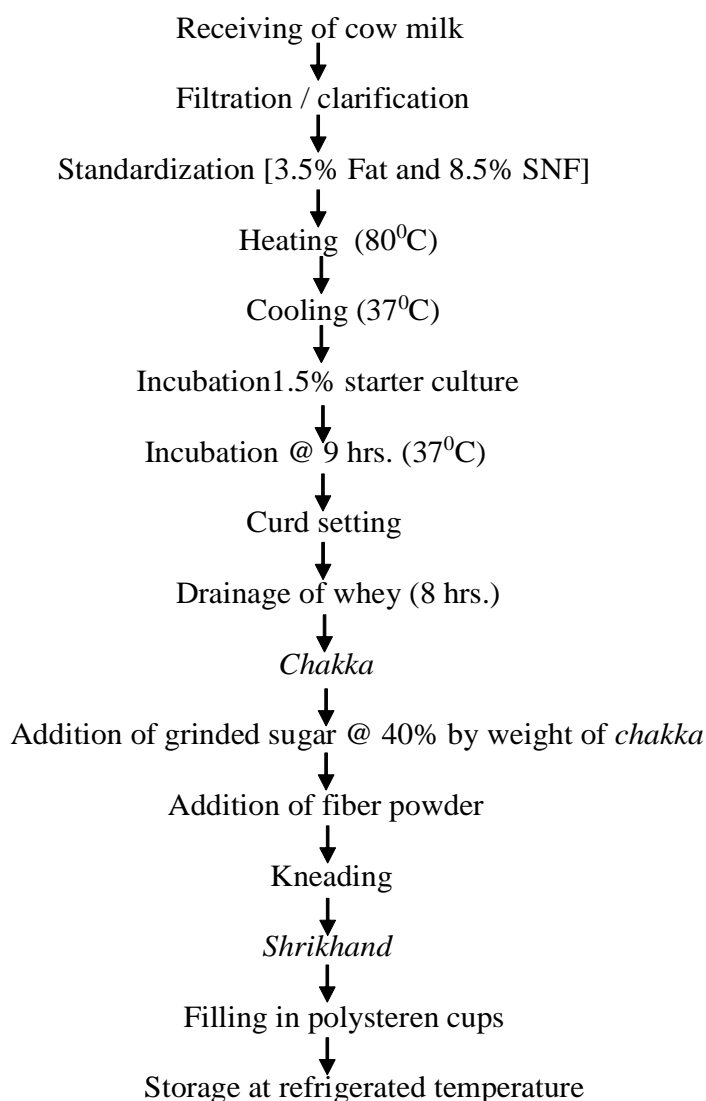 Receiving of cow milk
Filtration / clarification
Standardization [3.5% Fat and 8.5% SNF]
Heating (80⁰C)
Cooling (37⁰C)
Incubation1.5% starter culture
Incubation @ 9 hrs. (37⁰C)
Curd setting
Drainage of whey (8 hrs.)
Chakka
Addition of grinded sugar @ 40% by weight of chakka
Addition of fiber powder
Kneading
Shrikhand
Filling in polysteren cups
Storage at refrigerated temperature